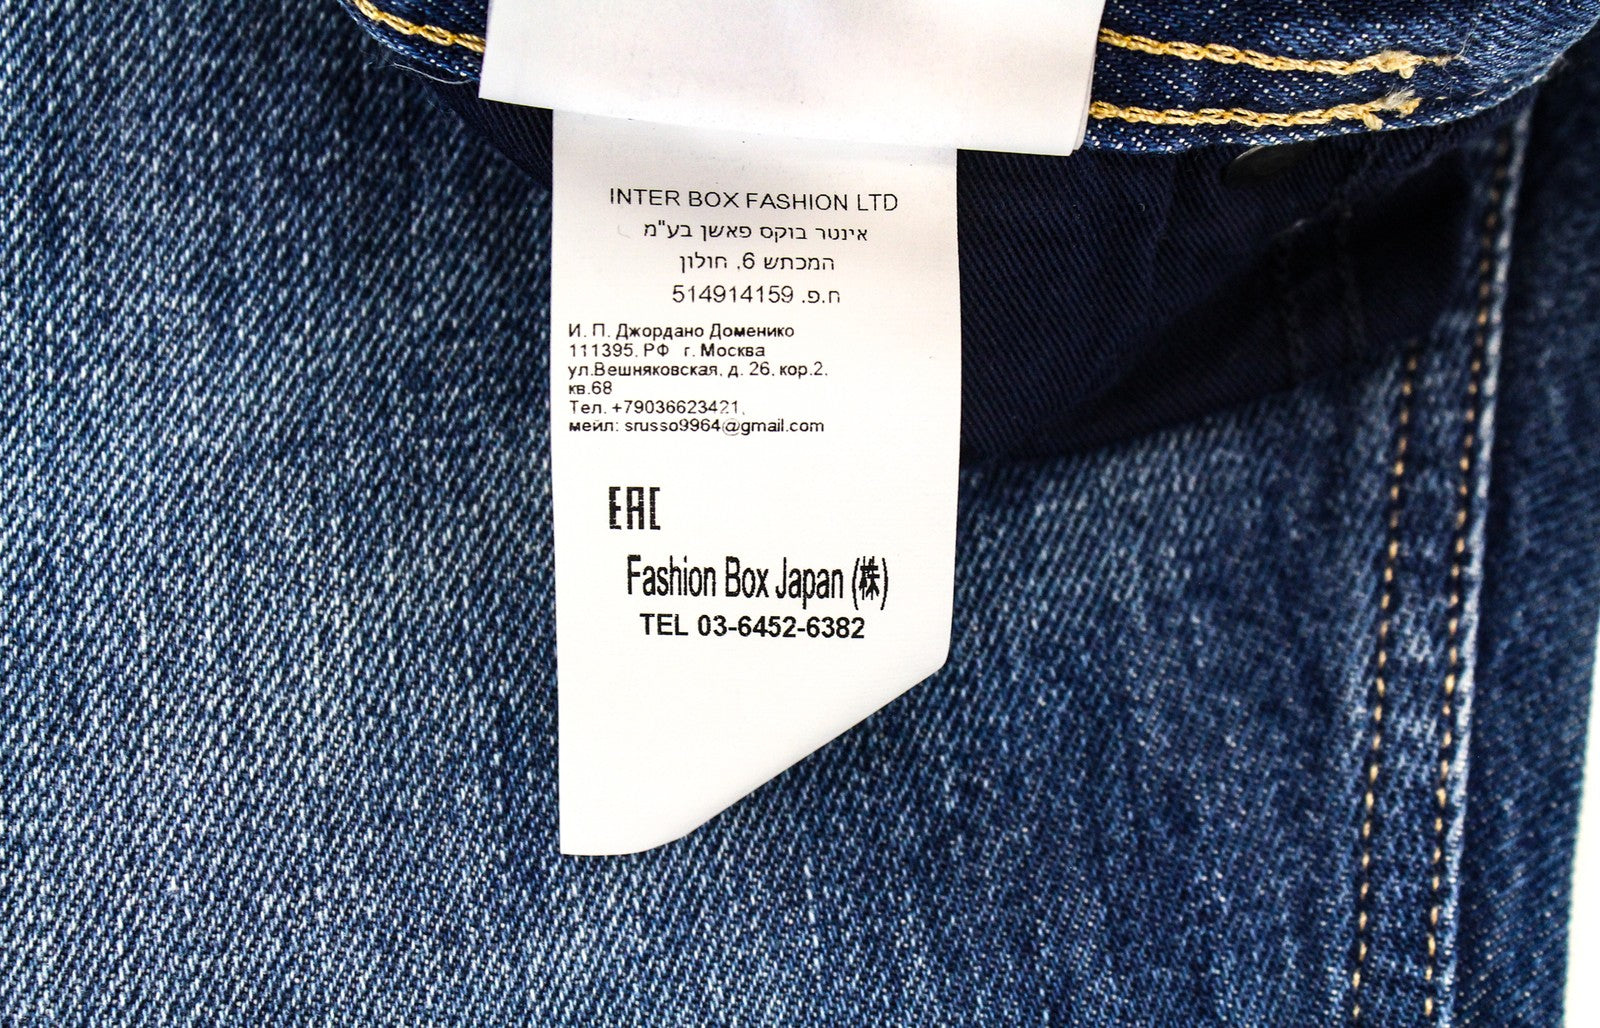 INTER BOX FASHION LTD
אינטר בוקס פאשן בע"מ
המכתש 6, חולון
ח.פ. 514914159
И. П. Джордано Доменико
111395. РФ г. Москва
ул.Вешняковская, д. 26, кор.2,
кв.68
Тел. +79036623421,
мейл: srusso9964@gmail.com
EAC
Fashion Box Japan (株)
TEL 03-6452-6382